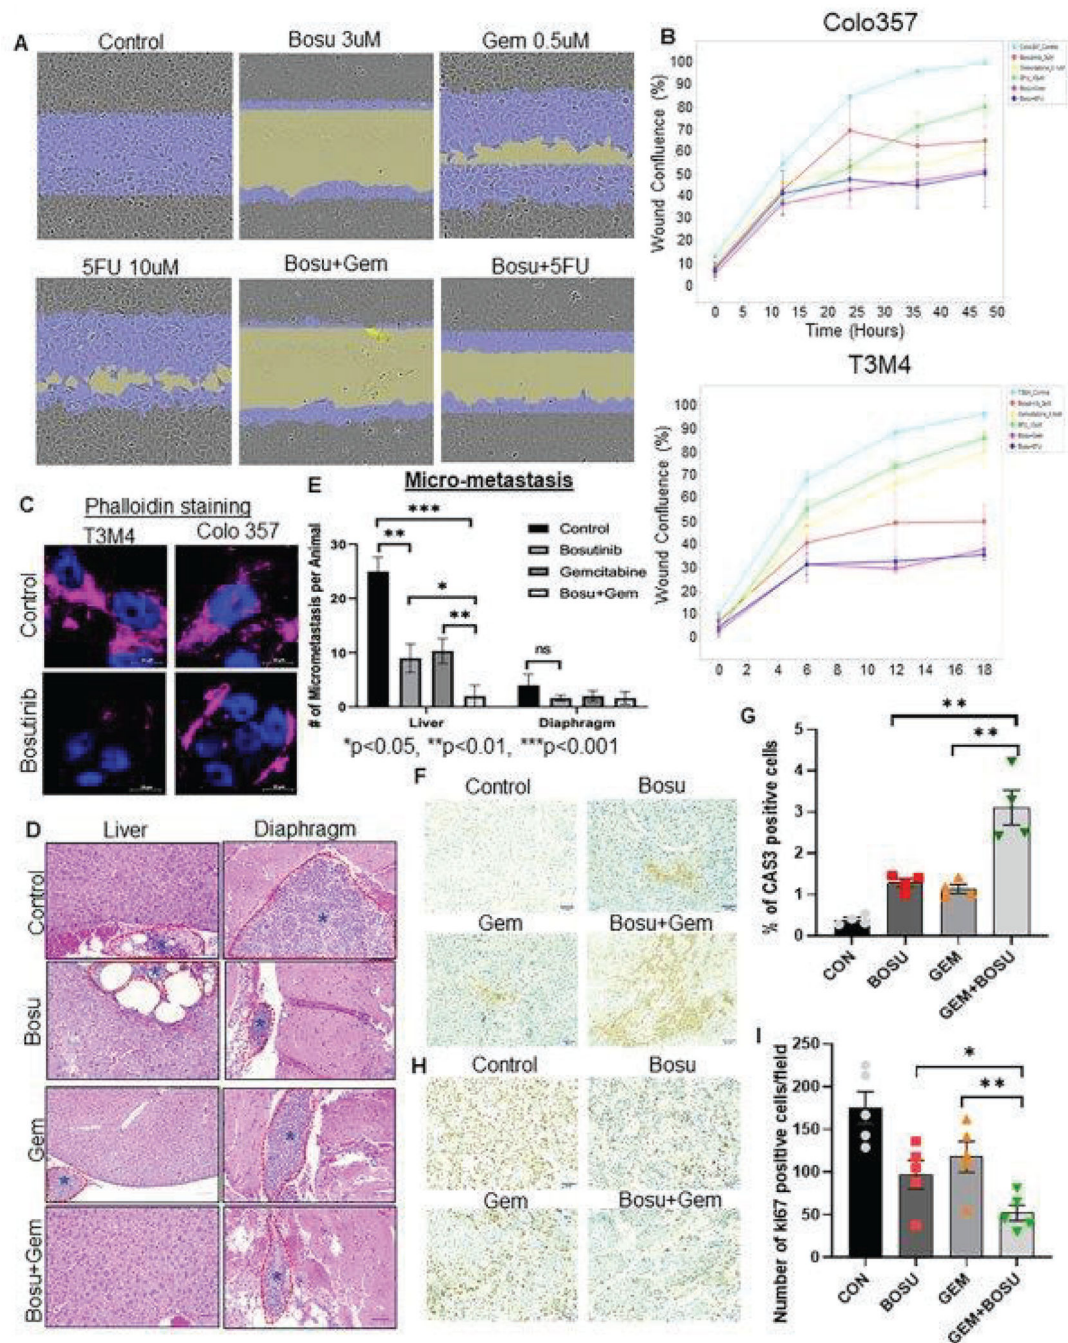 A
Control
Bosu 3uM
Gem 0.5uM
5FU 10uM
Bosu+Gem
Bosu+5FU
B
Colo357
Wound Confluence (%)
100
90
80
70
60
50
40
30
20
10
0
0 5 10 15 20 25 30 35 40 45 50
Time (Hours)
T3M4
Wound Confluence (%)
100
90
80
70
60
50
40
30
20
10
0
0 2 4 6 8 10 12 14 16 18
C
Phalloidin staining
T3M4
Colo 357
Control
Bosutinib
E
Micro-metastasis
# of Micrometastasis per Animal
30
20
10
0
***
**
*
**
ns
Control
Bosutinib
Gemcitabine
Bosu+Gem
Liver
Diaphragm
*p<0.05, **p<0.01, ***p<0.001
D
Liver
Diaphragm
Control
Bosu
Gem
Bosu+Gem
F
Control
Bosu
Gem
Bosu+Gem
G
% of CAS3 positive cells
5
4
3
2
1
0
**
**
CON
BOSU
GEM
GEM+BOSU
H
Control
Bosu
Gem
Bosu+Gem
I
Number of kI67 positive cells/field
250
200
150
100
50
0
*
**
CON
BOSU
GEM
GEM+BOSU